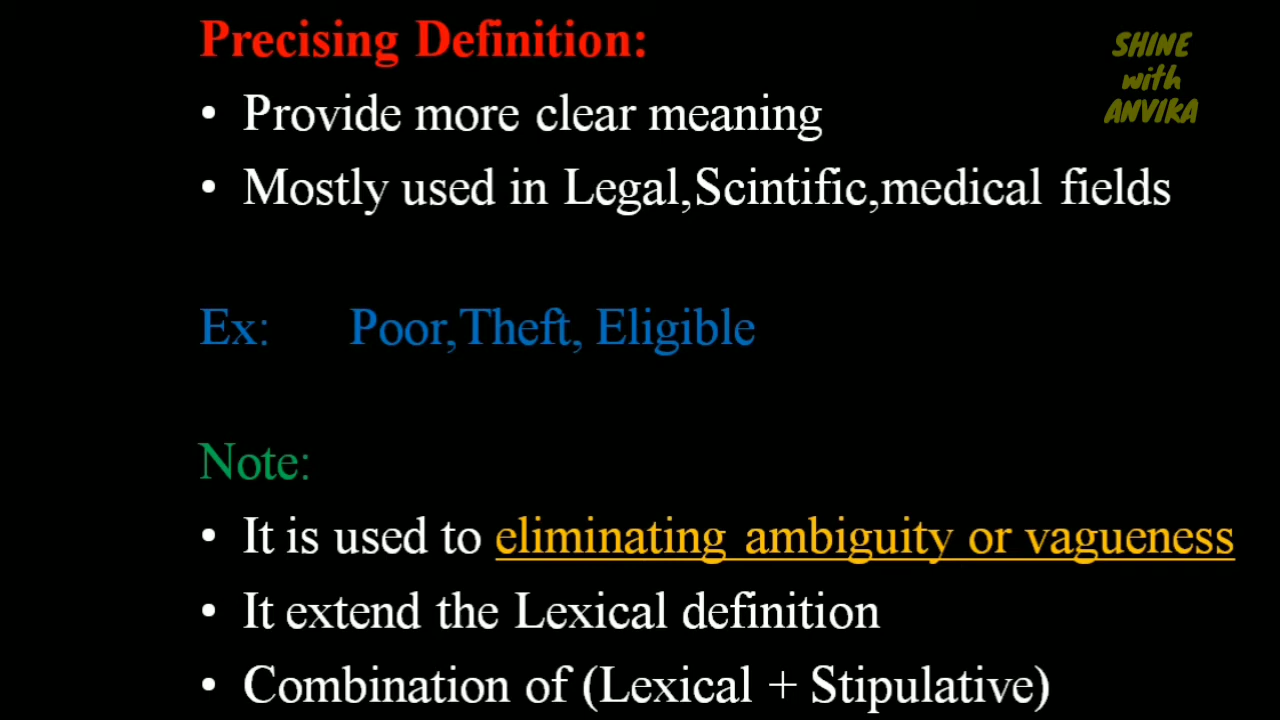 Precising Definition:
SHINE
with
ANVIKA
• Provide more clear meaning
• Mostly used in Legal,Scintific,medical fields
Ex: Poor,Theft, Eligible
Note:
• It is used to eliminating ambiguity or vagueness
• It extend the Lexical definition
• Combination of (Lexical + Stipulative)